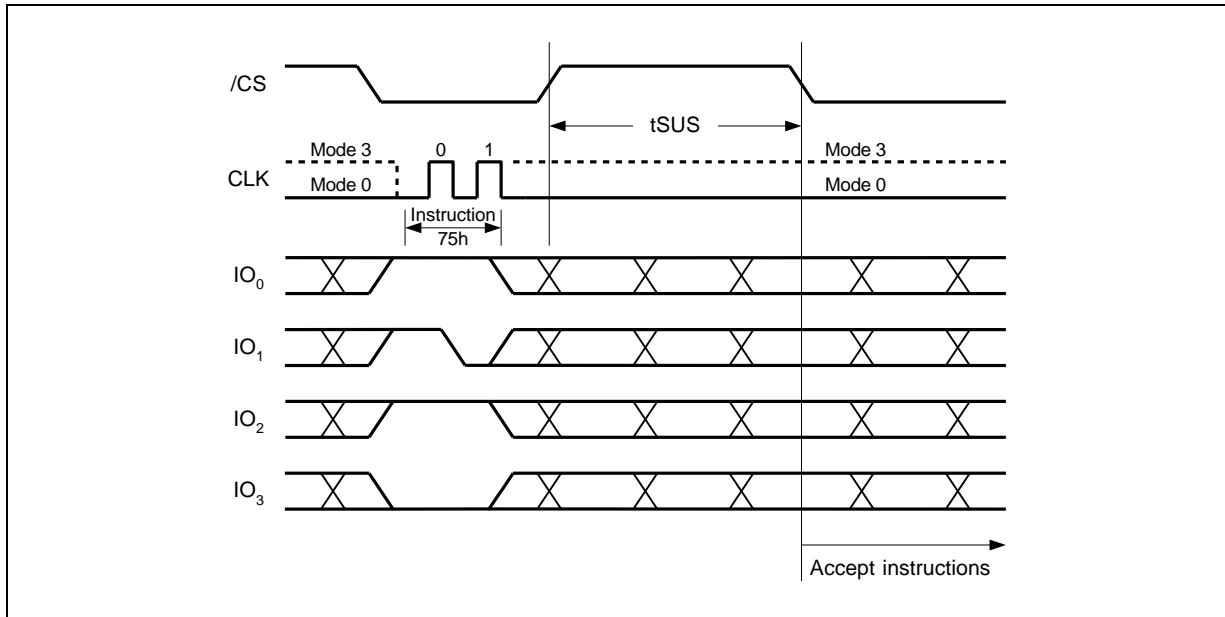 /CS
tSUS
Mode 3 0 1 Mode 3
CLK
Mode 0 Mode 0
Instruction
75h
IO0
IO1
IO2
IO3
Accept instructions